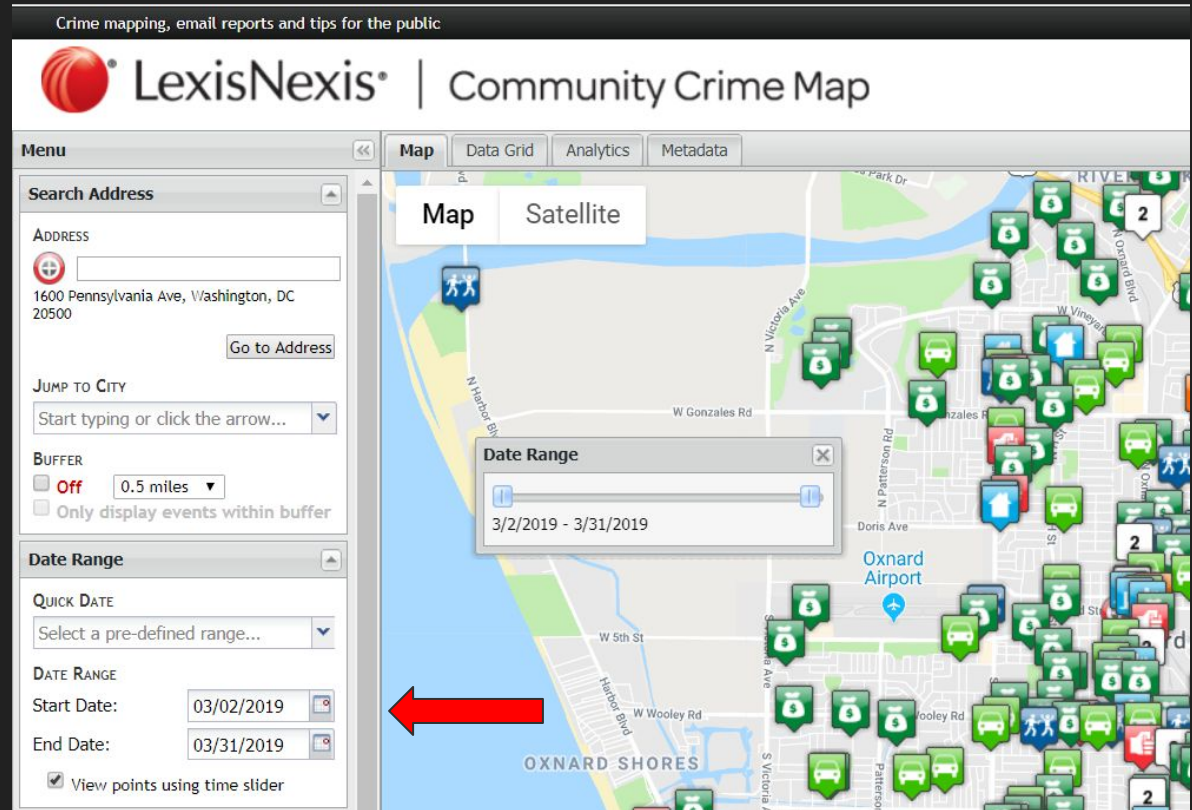 Crime mapping, email reports and tips for the public
LexisNexis® | Community Crime Map
Menu
Search Address
ADDRESS
1600 Pennsylvania Ave, Washington, DC
20500
Go to Address
JUMP TO CITY
Start typing or click the arrow...
BUFFER
Off 0.5 miles
Only display events within buffer
Date Range
QUICK DATE
Select a pre-defined range...
DATE RANGE
Start Date: 03/02/2019
End Date: 03/31/2019
View points using time slider
Map Data Grid Analytics Metadata
Map Satellite
Park Dr
2
N Oxnard Blvd
N Victoria Ave
N Harbor Bl
W Gonzales Rd
Date Range
3/2/2019 - 3/31/2019
N Patterson Rd
Doris Ave
H St
2
Oxnard
Airport
W 5th St
Harbor Blvd
W Wooley Rd
OXNARD SHORES
2